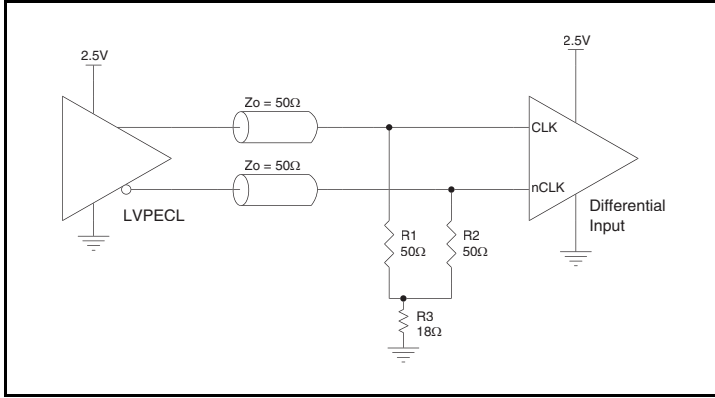 2.5V
2.5V
Zo = 50Ω
CLK
Zo = 50Ω
nCLK
LVPECL
Differential
Input
R1
50Ω
R2
50Ω
R3
18Ω